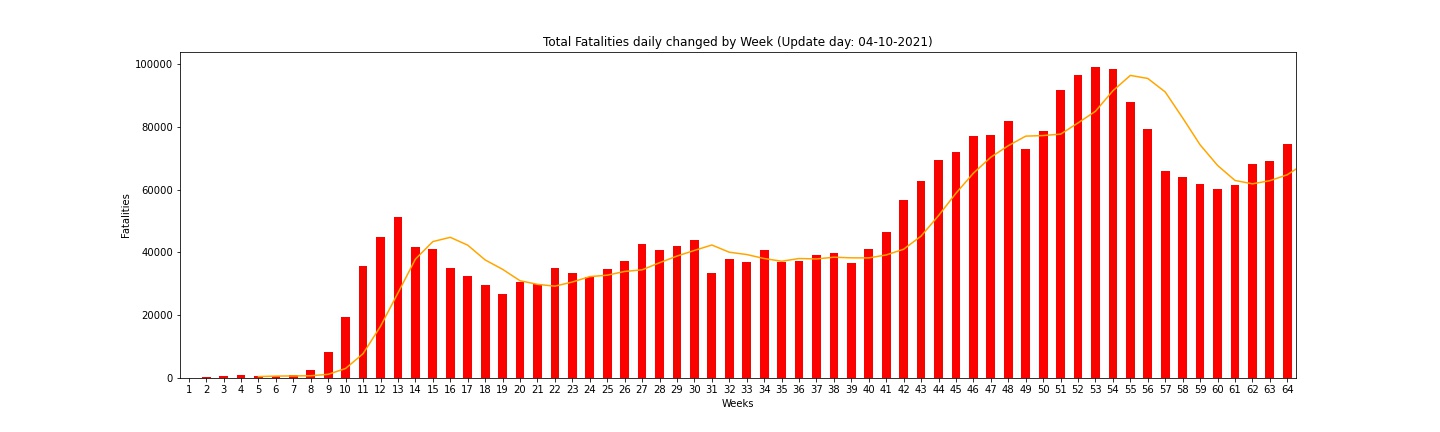 Total Fatalities daily changed by Week (Update day: 04-10-2021)
100000
80000
60000
40000
20000
0
Fatalities
1 2 3 4 5 6 7 8 9 10 11 12 13 14 15 16 17 18 19 20 21 22 23 24 25 26 27 28 29 30 31 32 33 34 35 36 37 38 39 40 41 42 43 44 45 46 47 48 49 50 51 52 53 54 55 56 57 58 59 60 61 62 63 64
Weeks